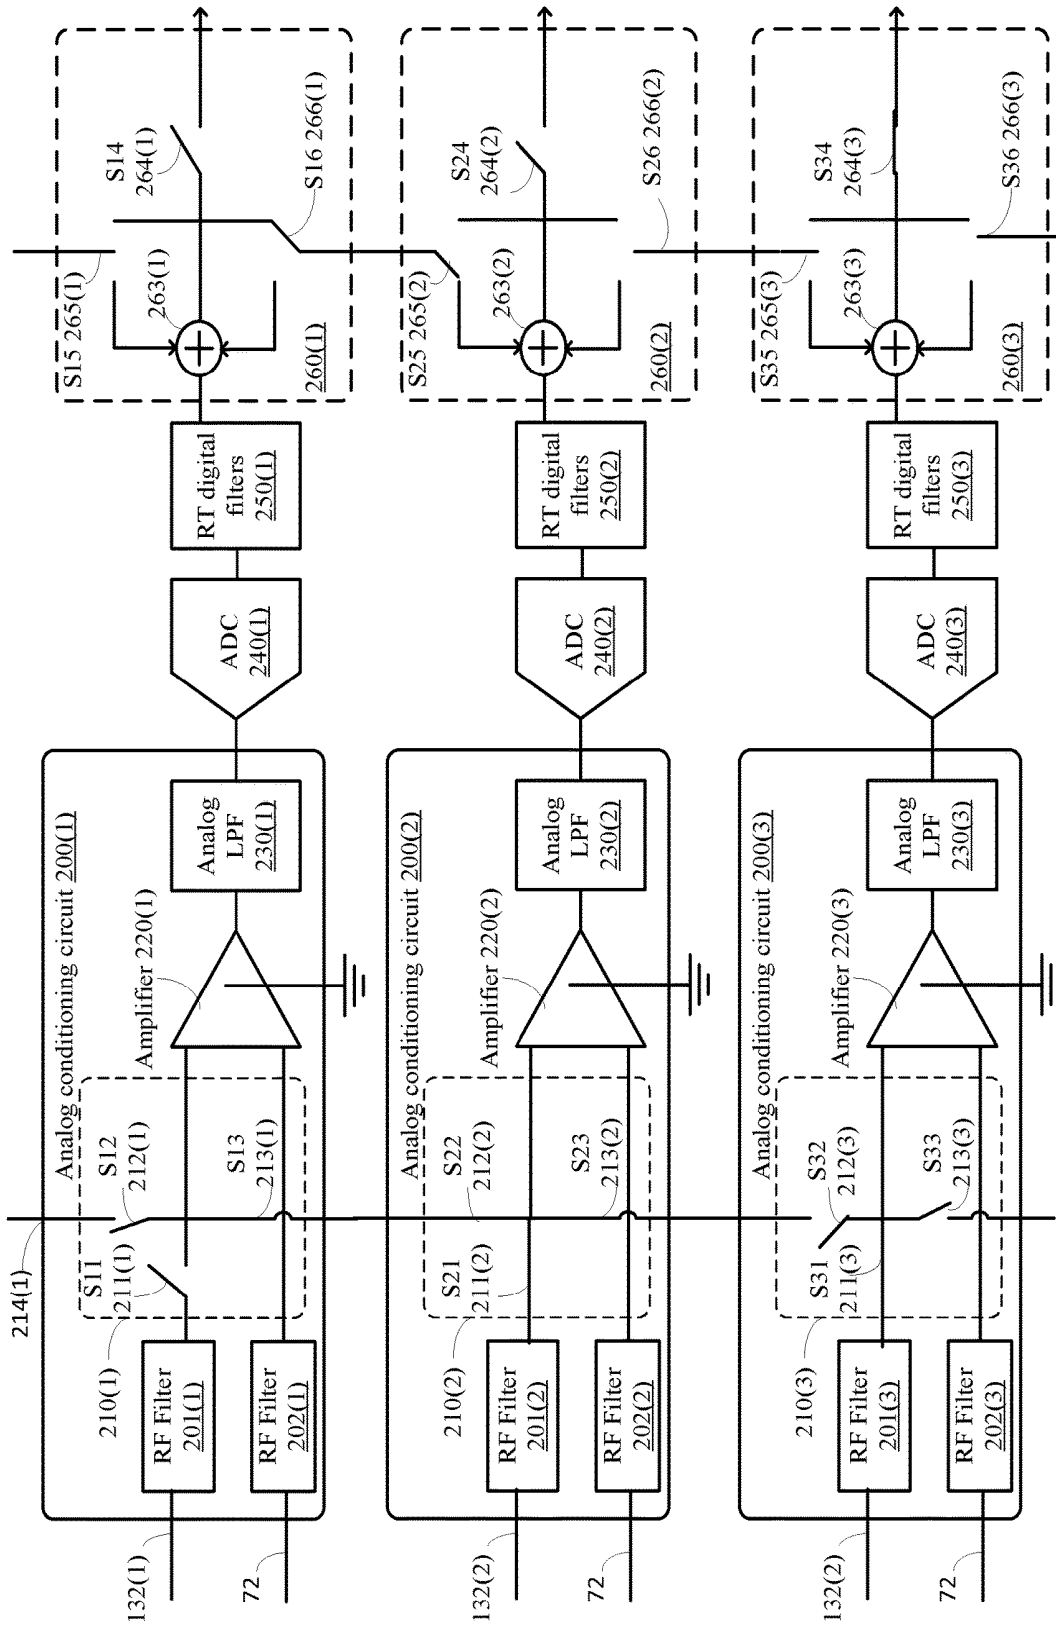 132(1)
72
214(1)
210(1)
RF Filter
201(1)
RF Filter
202(1)
Analog conditioning circuit 200(1)
S11
211(1)
S12
212(1)
S13
213(1)
Amplifier 220(1)
Analog
LPF
230(1)
ADC
240(1)
RT digital
filters
250(1)
S15 265(1)
263(1)
260(1)
S14
264(1)
S16 266(1)
132(2)
72
210(2)
RF Filter
201(2)
RF Filter
202(2)
Analog conditioning circuit 200(2)
S21
211(2)
S22
212(2)
S23
213(2)
Amplifier 220(2)
Analog
LPF
230(2)
ADC
240(2)
RT digital
filters
250(2)
S25 265(2)
263(2)
260(2)
S24
264(2)
S26 266(2)
132(2)
72
210(3)
RF Filter
201(3)
RF Filter
202(3)
Analog conditioning circuit 200(3)
S31
211(3)
S32
212(3)
S33
213(3)
Amplifier 220(3)
Analog
LPF
230(3)
ADC
240(3)
RT digital
filters
250(3)
S35 265(3)
263(3)
260(3)
S34
264(3)
S36 266(3)